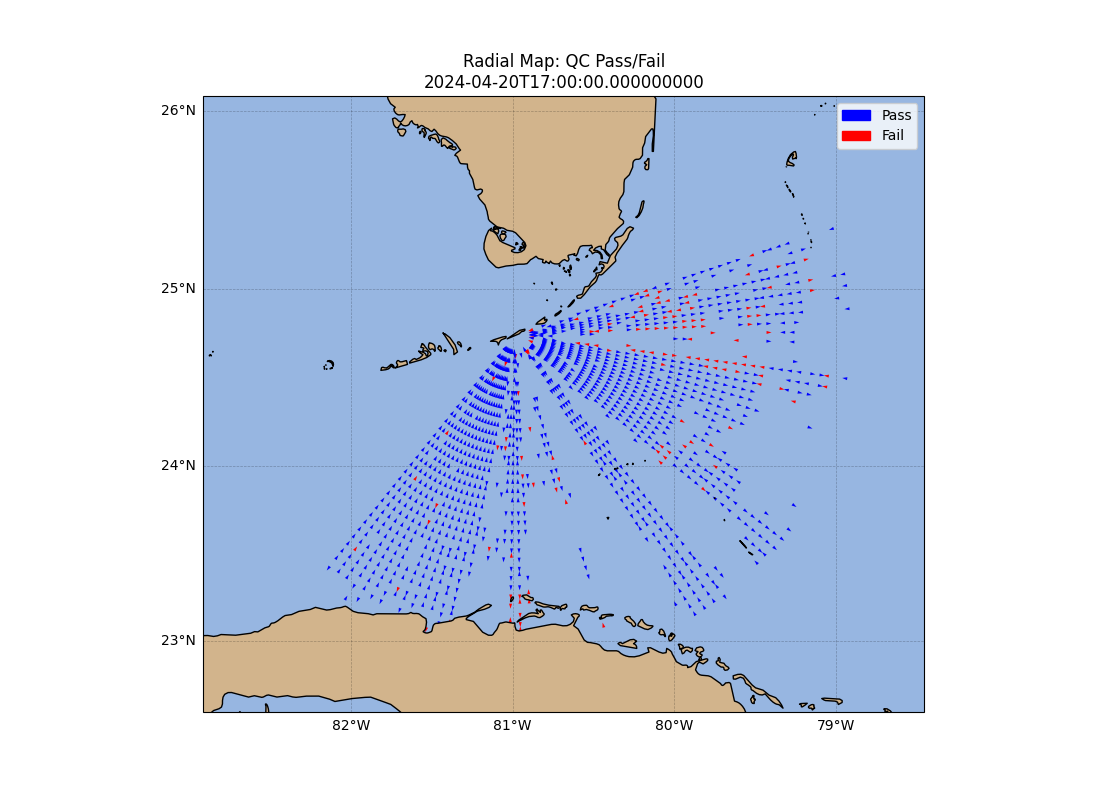 Radial Map: QC Pass/Fail
2024-04-20T17:00:00.000000000
Pass
Fail
26°N
25°N
24°N
23°N
82°W
81°W
80°W
79°W